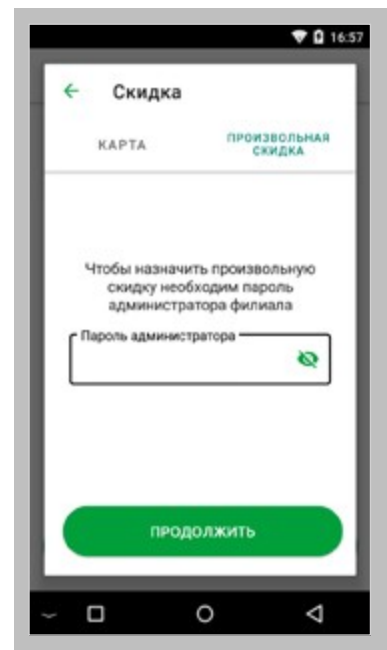 16:57
Скидка
КАРТА
ПРОИЗВОЛЬНАЯ
СКИДКА
Чтобы назначить произвольную
скидку необходим пароль
администратора филиала
Пароль администратора
ПРОДОЛЖИТЬ